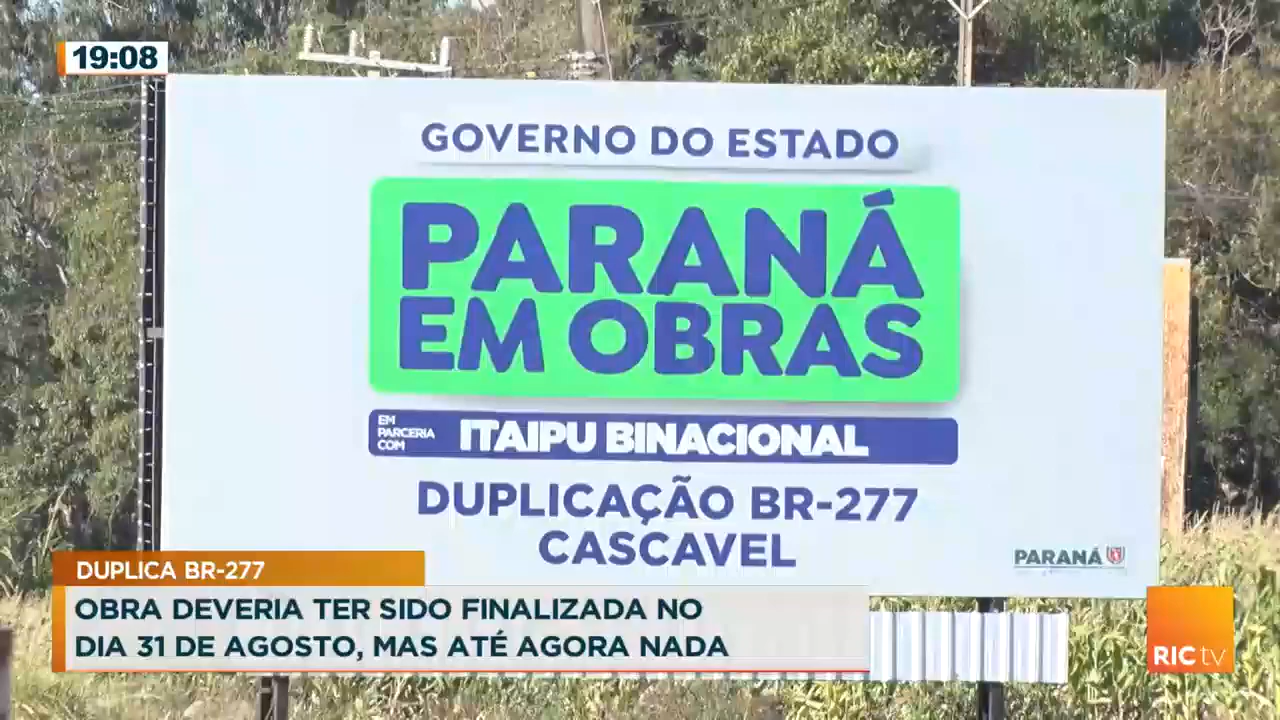 19:08
GOVERNO DO ESTADO
PARANÁ
EM OBRAS
EM
PARCERIA
COM
ITAIPU BINACIONAL
DUPLICAÇÃO BR-277
CASCAVEL
PARANÁ
DUPLICA BR-277
OBRA DEVERIA TER SIDO FINALIZADA NO
DIA 31 DE AGOSTO, MAS ATÉ AGORA NADA
RIC tv